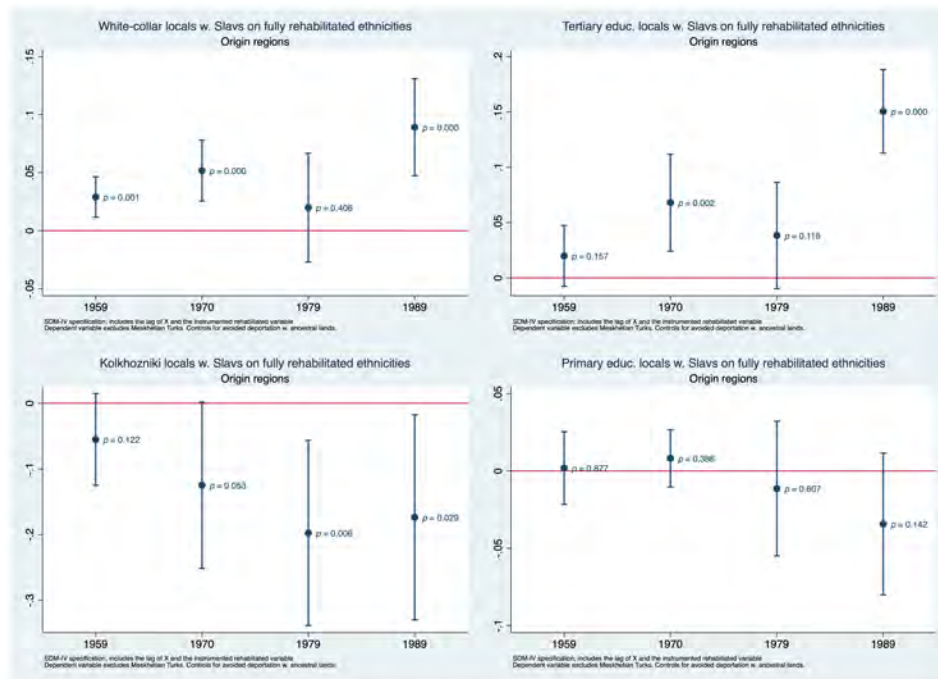 White-collar locals w. Slavs on fully rehabilitated ethnicities
Origin regions
.15
.1
.05
0
-.05
p = 0.001
p = 0.000
p = 0.406
p = 0.000
1959 1970 1979 1989
SDM-IV specification, includes the lag of X and the instrumented rehabilitated variable
Dependent variable excludes Meskhetian Turks. Controls for avoided deportation w. ancestral lands.
Tertiary educ. locals w. Slavs on fully rehabilitated ethnicities
Origin regions
.2
.15
.1
.05
0
p = 0.157
p = 0.002
p = 0.000
1959 1970 1979 1989
SDM-IV specification, includes the lag of X and the instrumented rehabilitated variable
Dependent variable excludes Meskhetian Turks. Controls for avoided deportation w. ancestral lands.
Kolkhozniki locals w. Slavs on fully rehabilitated ethnicities
Origin regions
0
-.1
-.2
-.3
p = 0.122
p = 0.053
p = 0.006
p = 0.029
1959 1970 1979 1989
SDM-IV specification, includes the lag of X and the instrumented rehabilitated variable
Dependent variable excludes Meskhetian Turks. Controls for avoided deportation w. ancestral lands.
Primary educ. locals w. Slavs on fully rehabilitated ethnicities
Origin regions
.05
0
-.05
-.1
p = 0.877
p = 0.386
p = 0.607
p = 0.142
1959 1970 1979 1989
SDM-IV specification, includes the lag of X and the instrumented rehabilitated variable
Dependent variable excludes Meskhetian Turks. Controls for avoided deportation w. ancestral lands.